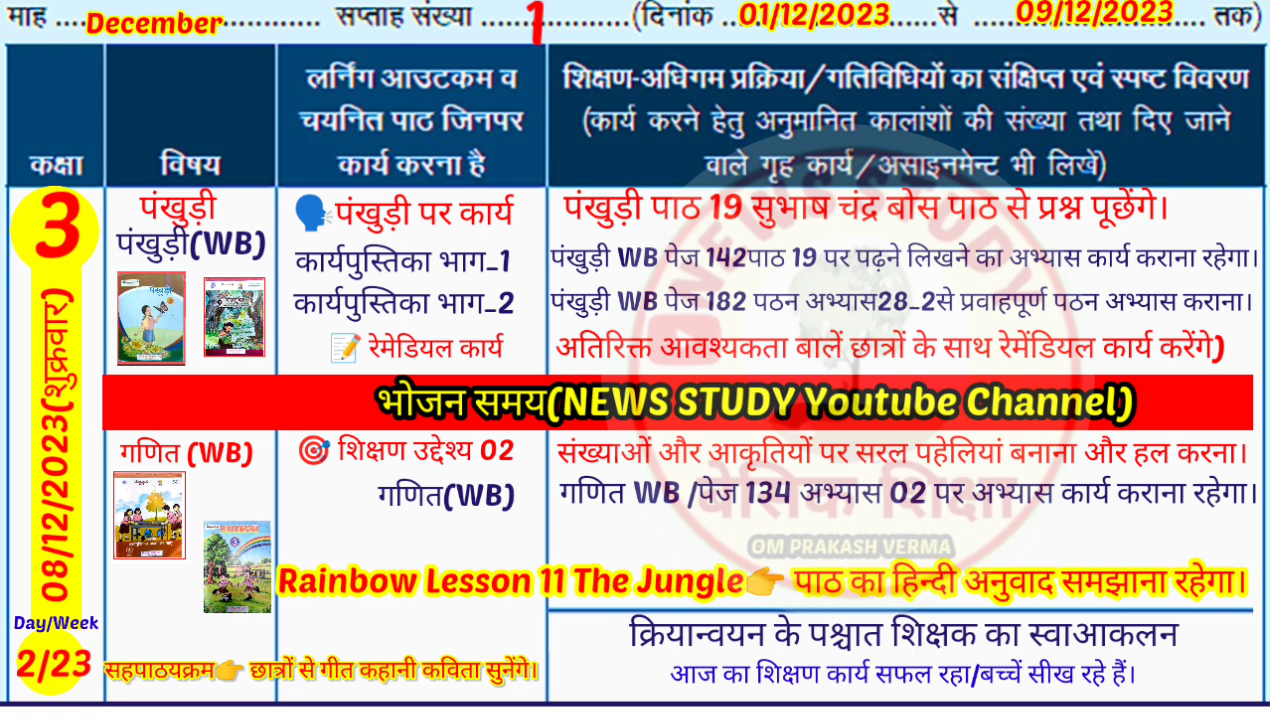 माह ....December........................ सप्ताह संख्या .............1............(दिनांक ..01/12/2023......से .....09/12/2023..... तक)
कक्षा
विषय
लर्निंग आउटकम व
चयनित पाठ जिनपर
कार्य करना है
शिक्षण-अधिगम प्रक्रिया/गतिविधियों का संक्षिप्त एवं स्पष्ट विवरण
(कार्य करने हेतु अनुमानित कालांशों की संख्या तथा दिए जाने
वाले गृह कार्य/असाइनमेन्ट भी लिखें)
3
08/12/2023(शुक्रवार)
Day/Week
2/23
पंखुड़ी
पंखुड़ी(WB)
🗣पंखुड़ी पर कार्य
कार्यपुस्तिका भाग-1
कार्यपुस्तिका भाग-2
📝 रेमेडियल कार्य
पंखुड़ी पाठ 19 सुभाष चंद्र बोस पाठ से प्रश्न पूछेंगे।
पंखुड़ी WB पेज 142पाठ 19 पर पढ़ने लिखने का अभ्यास कार्य कराना रहेगा।
पंखुड़ी WB पेज 182 पठन अभ्यास28-2से प्रवाहपूर्ण पठन अभ्यास कराना।
अतिरिक्त आवश्यकता बालें छात्रों के साथ रेमेंडियल कार्य करेंगे)
भोजन समय(NEWS STUDY Youtube Channel)
गणित (WB)
🎯 शिक्षण उद्देश्य 02
गणित(WB)
संख्याओं और आकृतियों पर सरल पहेलियां बनाना और हल करना।
गणित WB /पेज 134 अभ्यास 02 पर अभ्यास कार्य कराना रहेगा।
NEWS STUDY
बेसिक शिक्षा
OM PRAKASH VERMA
Rainbow Lesson 11 The Jungle👉 पाठ का हिन्दी अनुवाद समझाना रहेगा।
सहपाठयक्रम👉 छात्रों से गीत कहानी कविता सुनेंगे।
क्रियान्वयन के पश्चात शिक्षक का स्वाआकलन
आज का शिक्षण कार्य सफल रहा/बच्चें सीख रहे हैं।